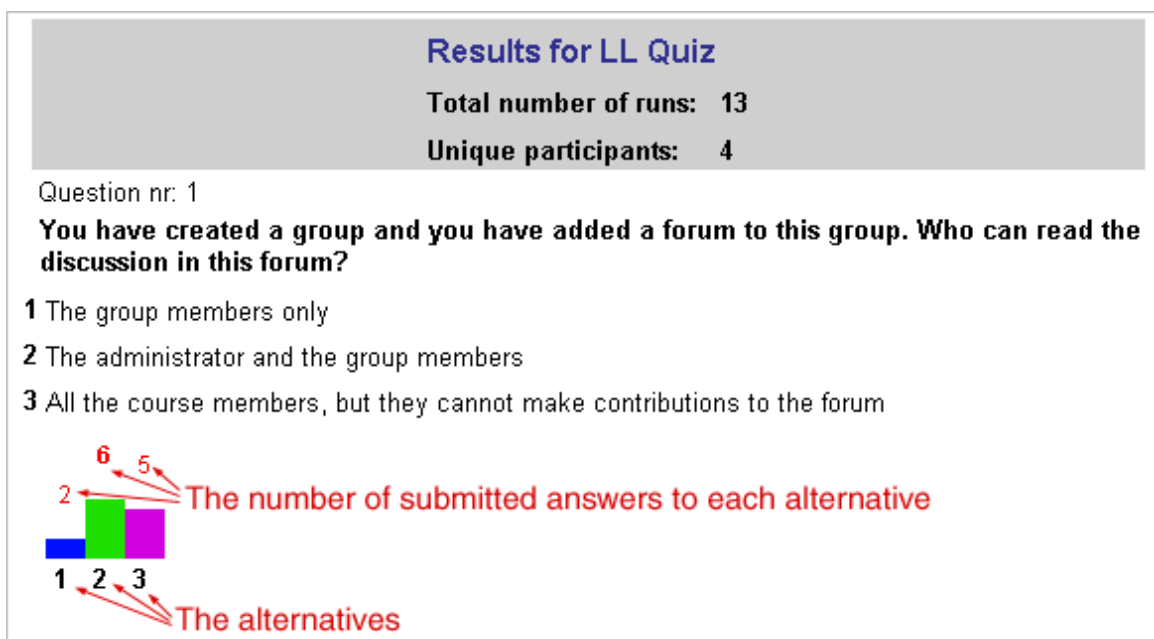 Results for LL Quiz
Total number of runs: 13
Unique participants: 4
Question nr: 1
You have created a group and you have added a forum to this group. Who can read the
discussion in this forum?
1 The group members only
2 The administrator and the group members
3 All the course members, but they cannot make contributions to the forum
6 5
2 The number of submitted answers to each alternative
1 2 3
The alternatives